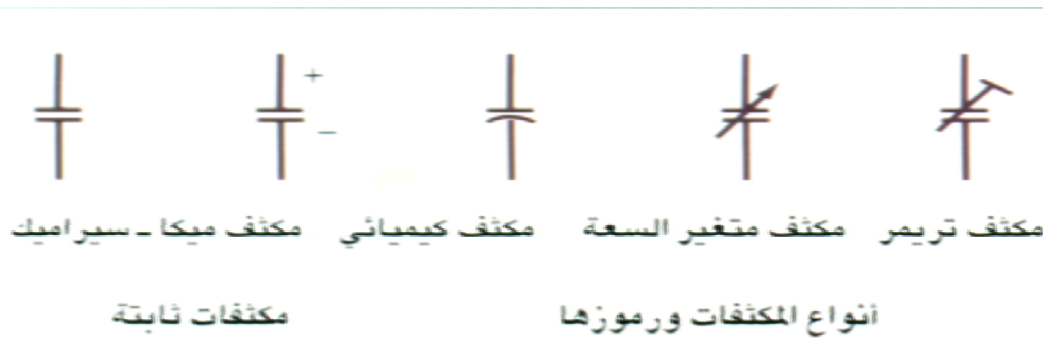 +
−
مكثف تريمر مكثف متغير السعة مكثف كيميائي مكثف ميكا - سيراميك
أنواع المكثفات ورموزها مكثفات ثابتة